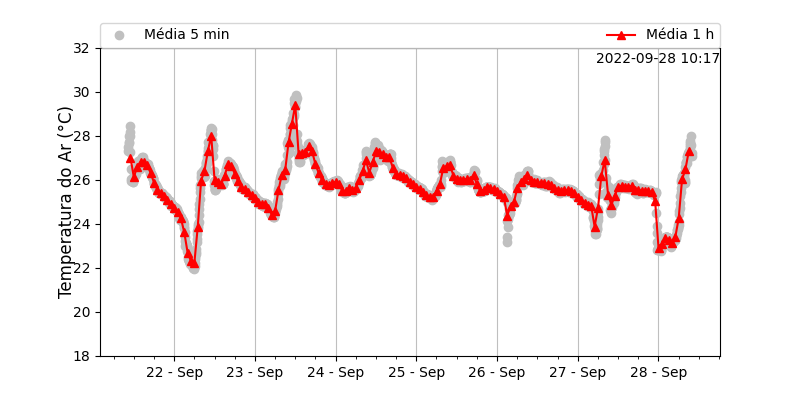 Média 5 min
Média 1 h
2022-09-28 10:17
Temperatura do Ar (°C)
32
30
28
26
24
22
20
18
22 - Sep
23 - Sep
24 - Sep
25 - Sep
26 - Sep
27 - Sep
28 - Sep